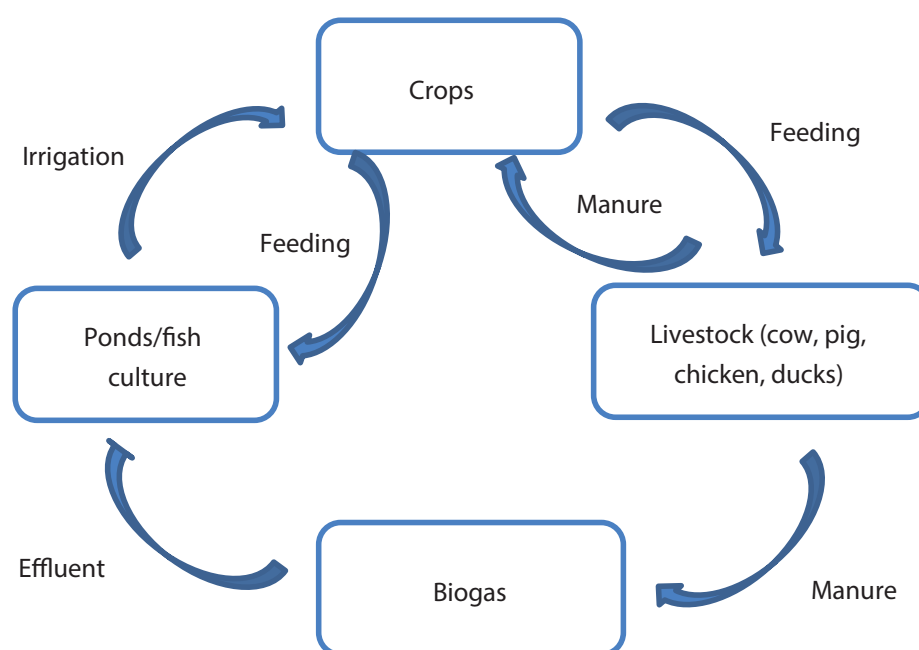 Crops
Irrigation
Feeding
Manure
Feeding
Ponds/fish
culture
Livestock (cow, pig,
chicken, ducks)
Effluent
Biogas
Manure